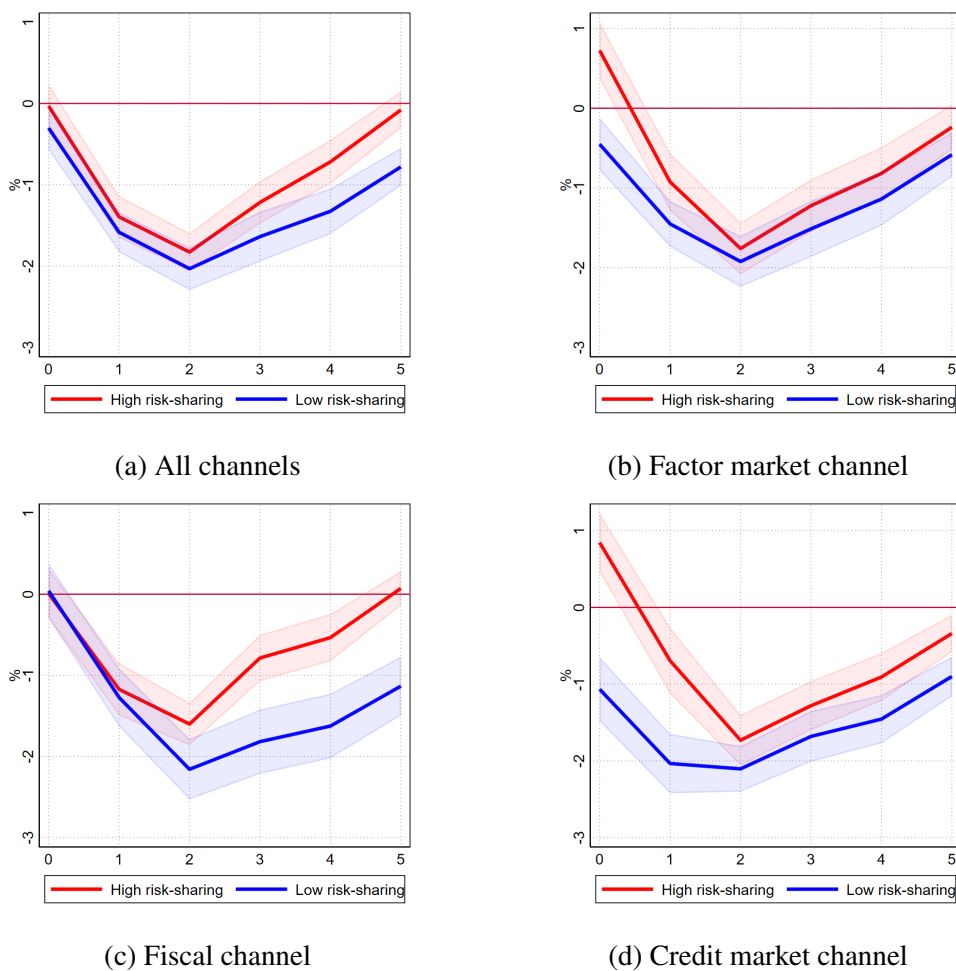 1
0
-1
-2
-3
%
0 1 2 3 4 5
High risk-sharing Low risk-sharing
(a) All channels
1
0
-1
-2
-3
%
0 1 2 3 4 5
High risk-sharing Low risk-sharing
(b) Factor market channel
1
0
-1
-2
-3
%
0 1 2 3 4 5
High risk-sharing Low risk-sharing
(c) Fiscal channel
1
0
-1
-2
-3
%
0 1 2 3 4 5
High risk-sharing Low risk-sharing
(d) Credit market channel